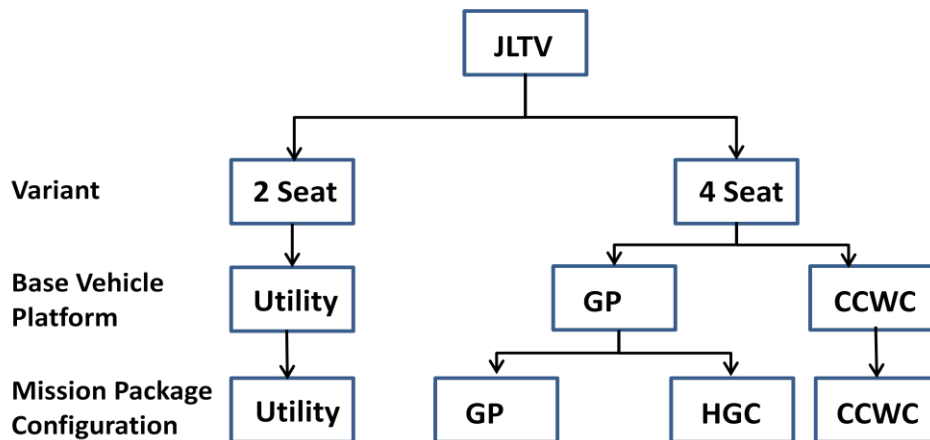 JLTV
Variant
2 Seat
4 Seat
Base Vehicle
Platform
Utility
GP
CCWC
Mission Package
Configuration
Utility
GP
HGC
CCWC